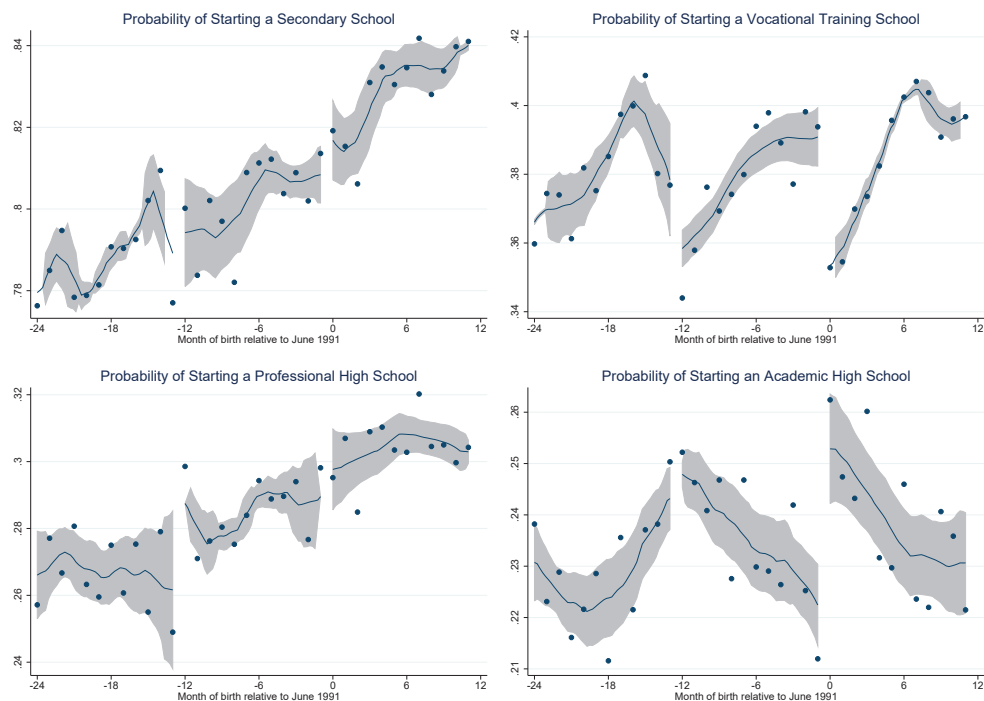 Probability of Starting a Secondary School
.84
.82
.8
.78
-24 -18 -12 -6 0 6 12
Month of birth relative to June 1991
Probability of Starting a Vocational Training School
.42
.4
.38
.36
.34
-24 -18 -12 -6 0 6 12
Month of birth relative to June 1991
Probability of Starting a Professional High School
.32
.3
.28
.26
.24
-24 -18 -12 -6 0 6 12
Month of birth relative to June 1991
Probability of Starting an Academic High School
.26
.25
.24
.23
.22
.21
-24 -18 -12 -6 0 6 12
Month of birth relative to June 1991